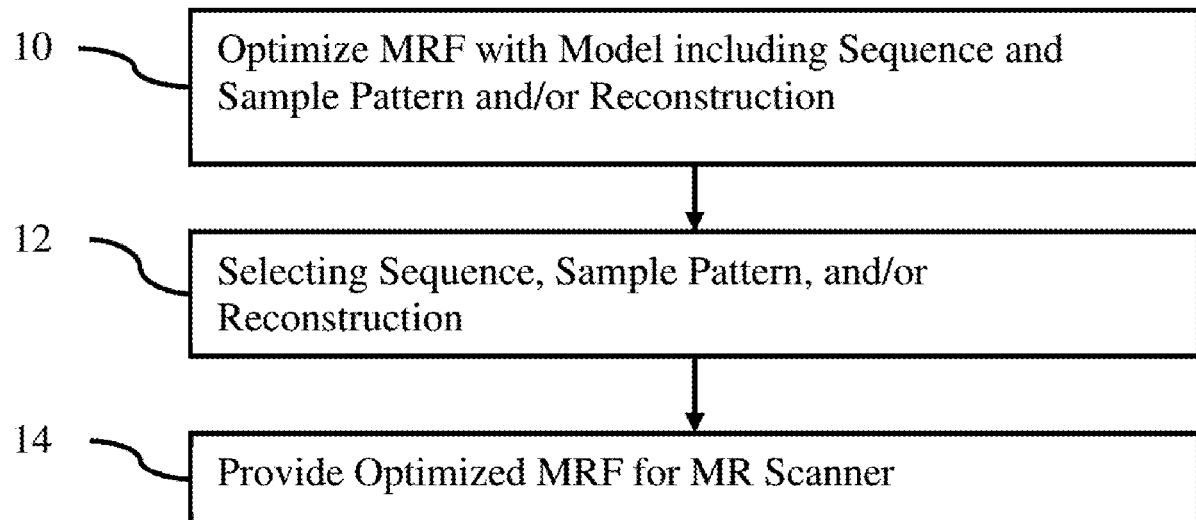 10
Optimize MRF with Model including Sequence and
Sample Pattern and/or Reconstruction
12
Selecting Sequence, Sample Pattern, and/or
Reconstruction
14
Provide Optimized MRF for MR Scanner